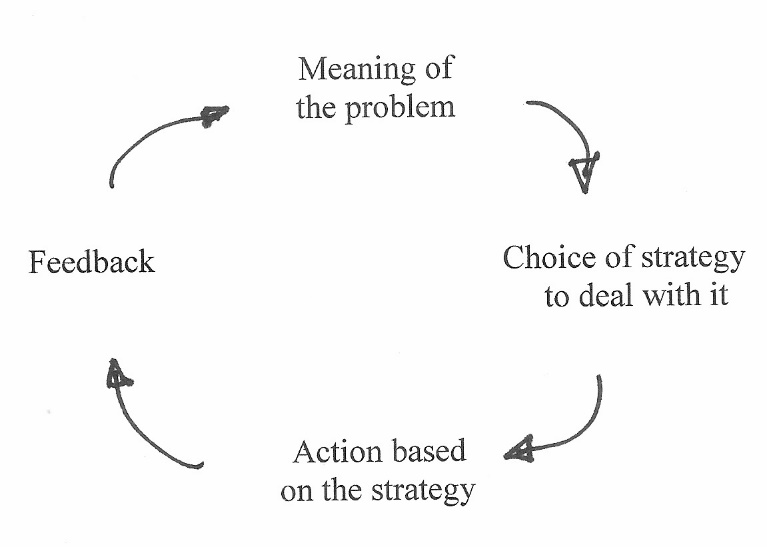 Meaning of
the problem
Choice of strategy
to deal with it
Action based
on the strategy
Feedback